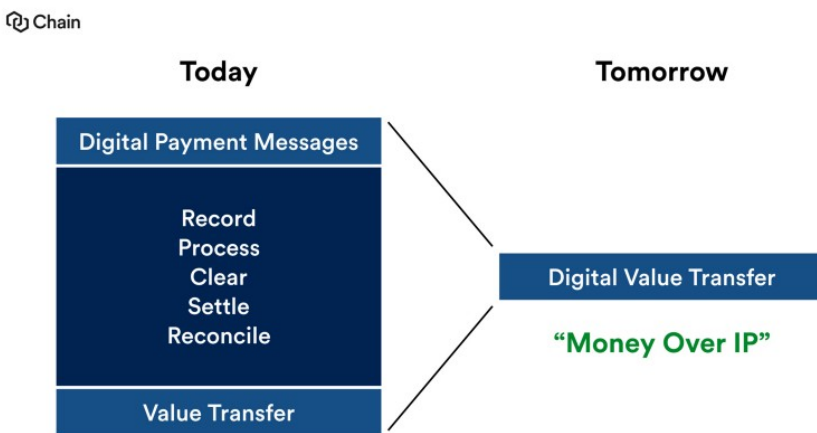 Chain
Today
Tomorrow
Digital Payment Messages
Record
Process
Clear
Settle
Reconcile
Value Transfer
Digital Value Transfer
“Money Over IP”